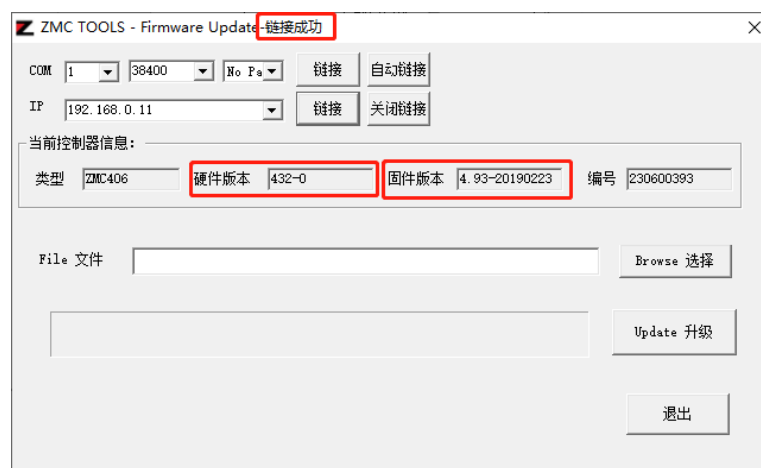 ZMC TOOLS - Firmware Update-链接成功
COM 1 38400 No Pa 链接 自动链接
IP 192.168.0.11 链接 关闭链接
当前控制器信息：
类型 ZMC406 硬件版本 432-0 固件版本 4.93-20190223 编号 230600393
File 文件 Browse 选择
Update 升级
退出